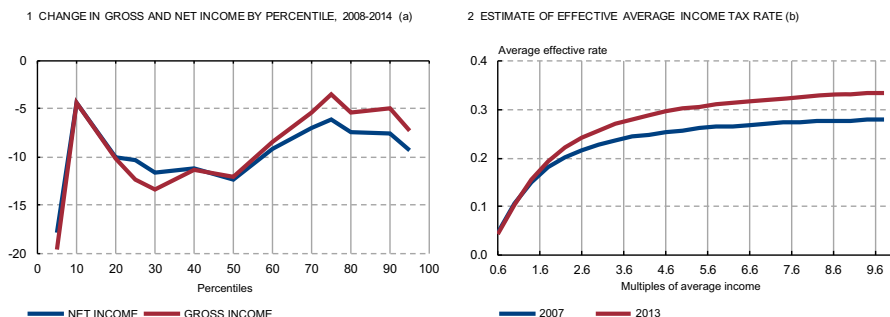 1 CHANGE IN GROSS AND NET INCOME BY PERCENTILE, 2008-2014 (a)
0
-5
-10
-15
-20
0 10 20 30 40 50 60 70 80 90 100
Percentiles
NET INCOME GROSS INCOME
2 ESTIMATE OF EFFECTIVE AVERAGE INCOME TAX RATE (b)
Average effective rate
0.4
0.3
0.2
0.1
0.0
0.6 1.6 2.6 3.6 4.6 5.6 6.6 7.6 8.6 9.6
Multiples of average income
2007 2013